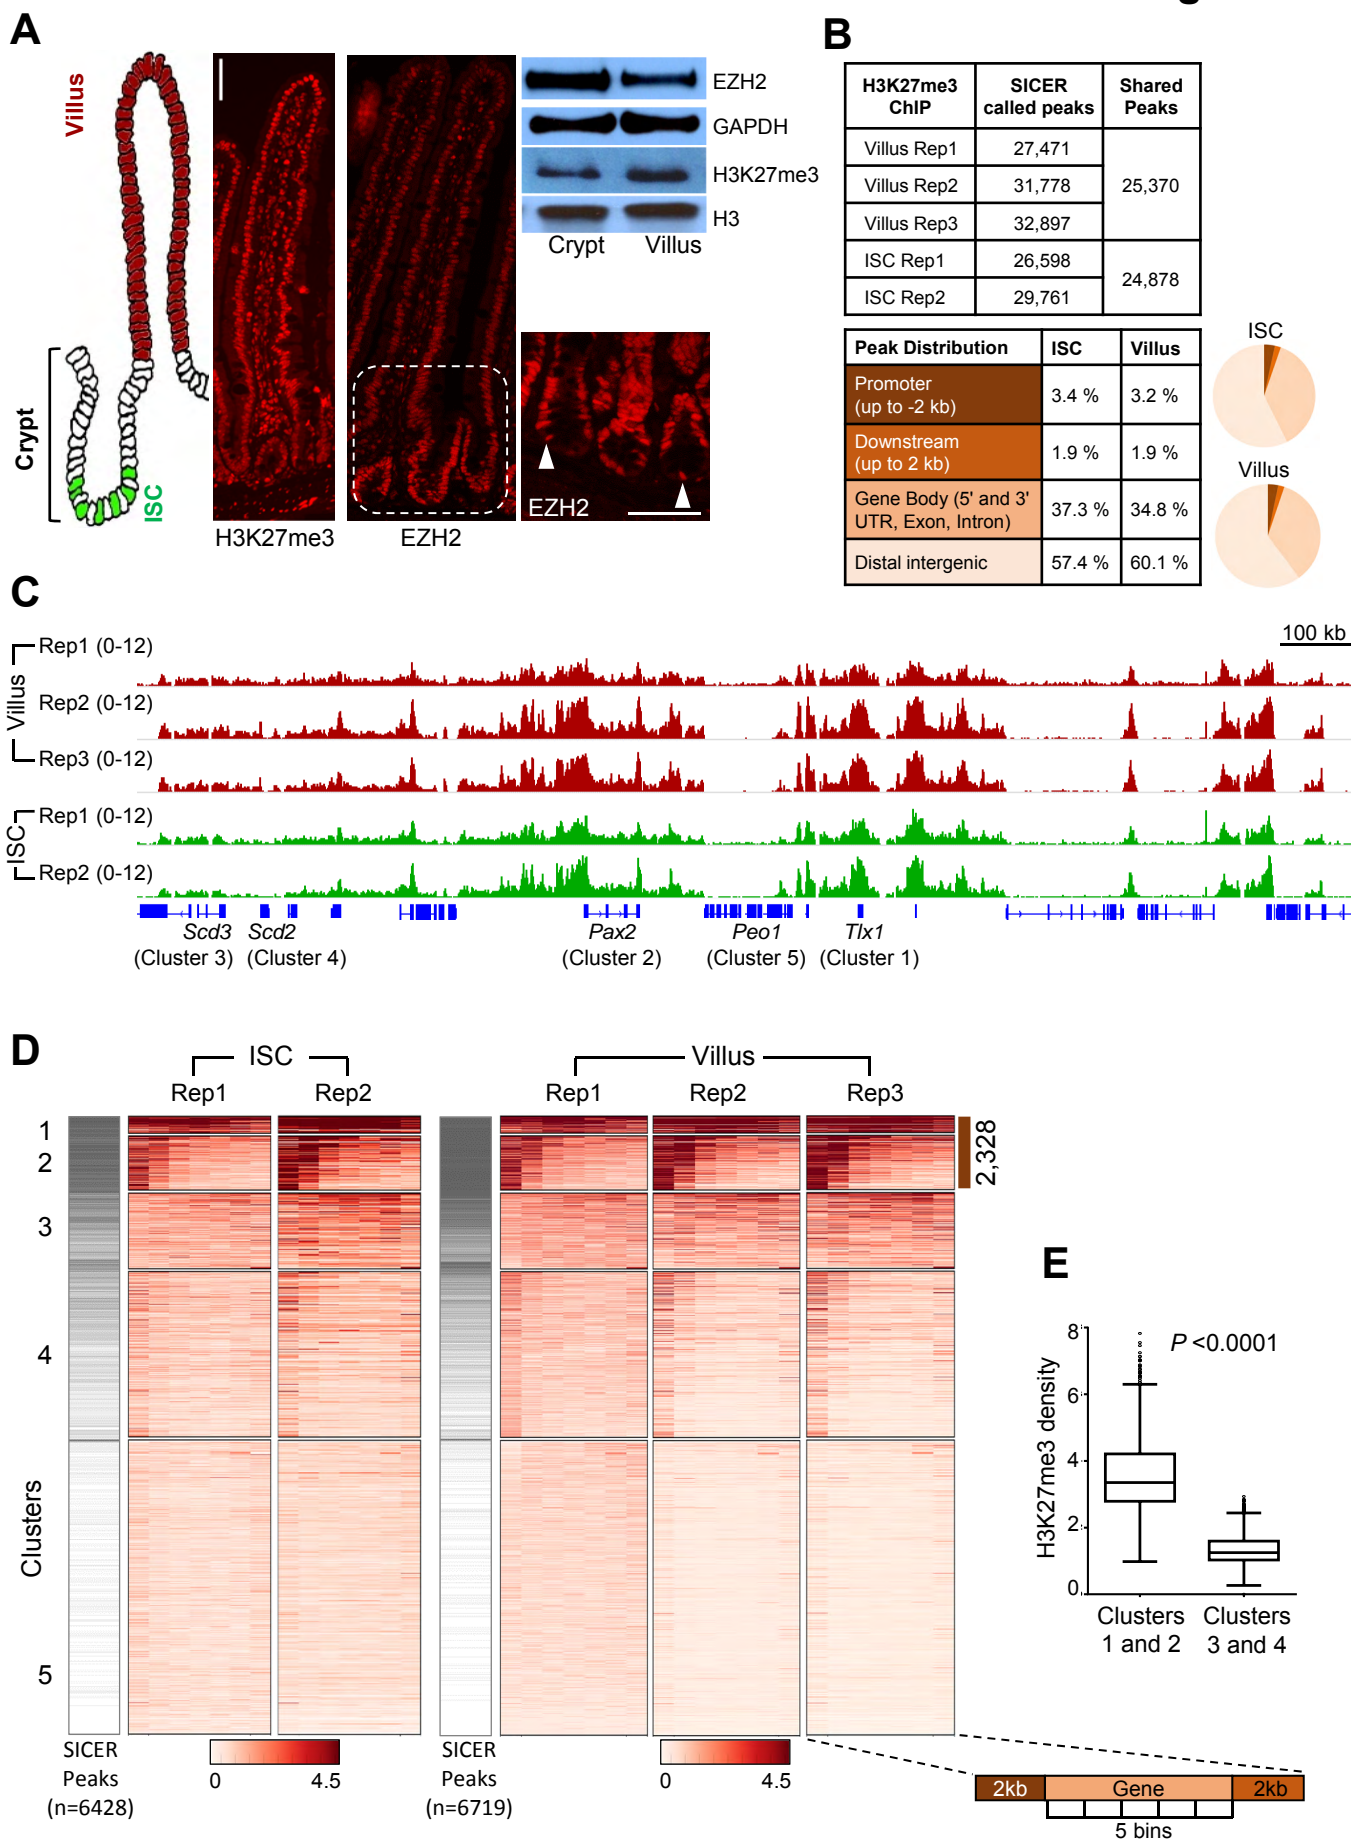 A
Villus
Crypt
ISC
H3K27me3
EZH2
EZH2
EZH2
GAPDH
H3K27me3
H3
Crypt Villus
B
H3K27me3 ChIP SICER called peaks Shared Peaks
Villus Rep1 27,471
Villus Rep2 31,778 25,370
Villus Rep3 32,897
ISC Rep1 26,598
24,878
ISC Rep2 29,761
Peak Distribution ISC Villus
Promoter
(up to -2 kb) 3.4 % 3.2 %
Downstream
(up to 2 kb) 1.9 % 1.9 %
Gene Body (5' and 3'
UTR, Exon, Intron) 37.3 % 34.8 %
Distal intergenic 57.4 % 60.1 %
ISC
Villus
C
100 kb
Villus
Rep1 (0-12)
Rep2 (0-12)
Rep3 (0-12)
ISC
Rep1 (0-12)
Rep2 (0-12)
Scd3 Scd2 Pax2 Peo1 Tlx1
(Cluster 3) (Cluster 4) (Cluster 2) (Cluster 5) (Cluster 1)
D
ISC Villus
Rep1 Rep2 Rep1 Rep2 Rep3
1
2
3
4
5
Clusters
2,328
SICER
Peaks
(n=6428)
0 4.5
SICER
Peaks
(n=6719)
0 4.5
2kb Gene 2kb
5 bins
E
H3K27me3 density
8
6
4
2
0
P <0.0001
Clusters
1 and 2
Clusters
3 and 4